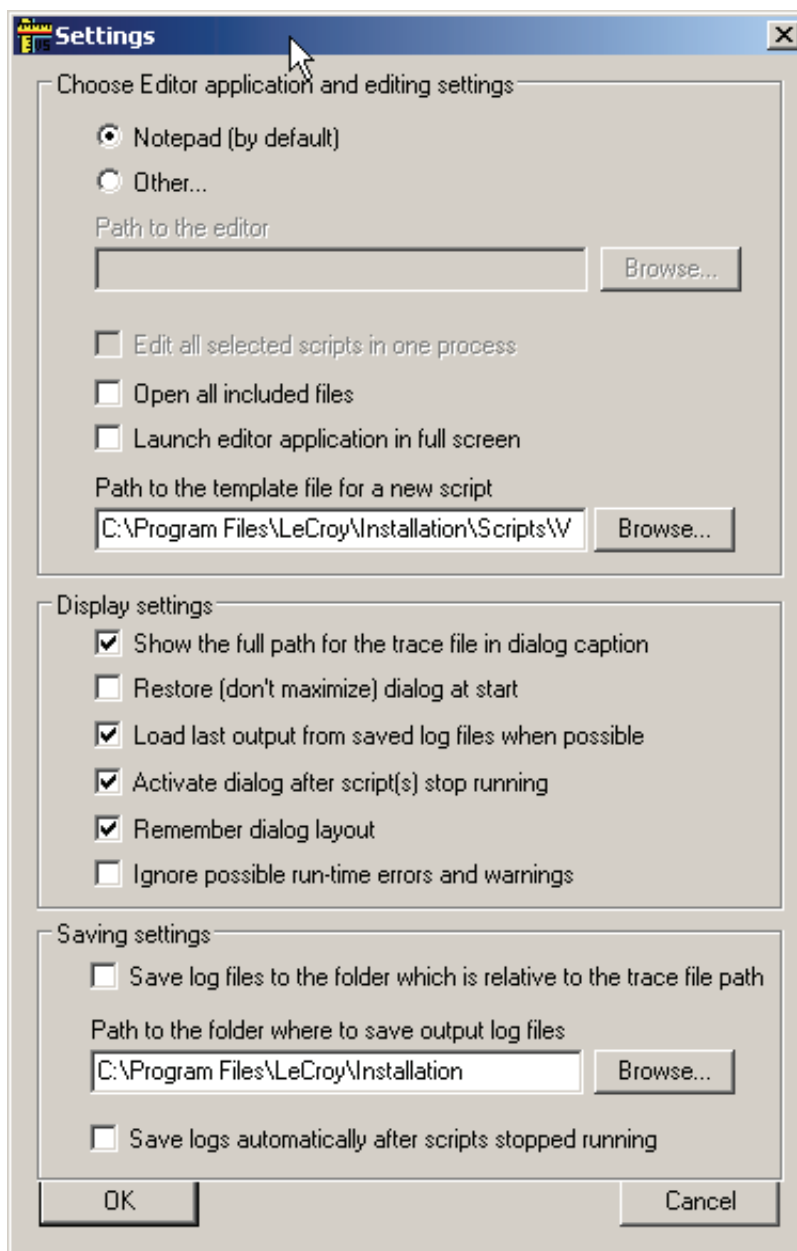 Settings
Choose Editor application and editing settings
Notepad (by default)
Other...
Path to the editor
Browse...
Edit all selected scripts in one process
Open all included files
Launch editor application in full screen
Path to the template file for a new script
C:\Program Files\LeCroy\Installation\Scripts\V Browse...
Display settings
Show the full path for the trace file in dialog caption
Restore (don't maximize) dialog at start
Load last output from saved log files when possible
Activate dialog after script(s) stop running
Remember dialog layout
Ignore possible run-time errors and warnings
Saving settings
Save log files to the folder which is relative to the trace file path
Path to the folder where to save output log files
C:\Program Files\LeCroy\Installation Browse...
Save logs automatically after scripts stopped running
OK Cancel